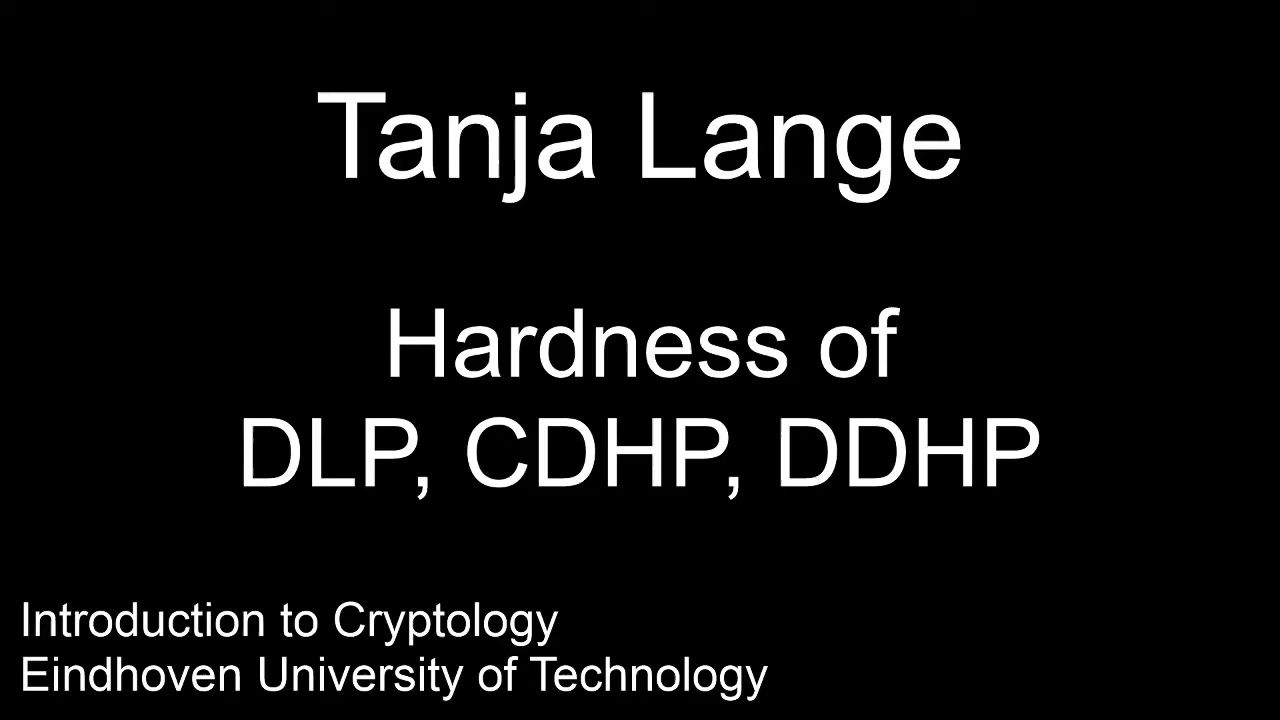 Tanja Lange
Hardness of
DLP, CDHP, DDHP
Introduction to Cryptology
Eindhoven University of Technology